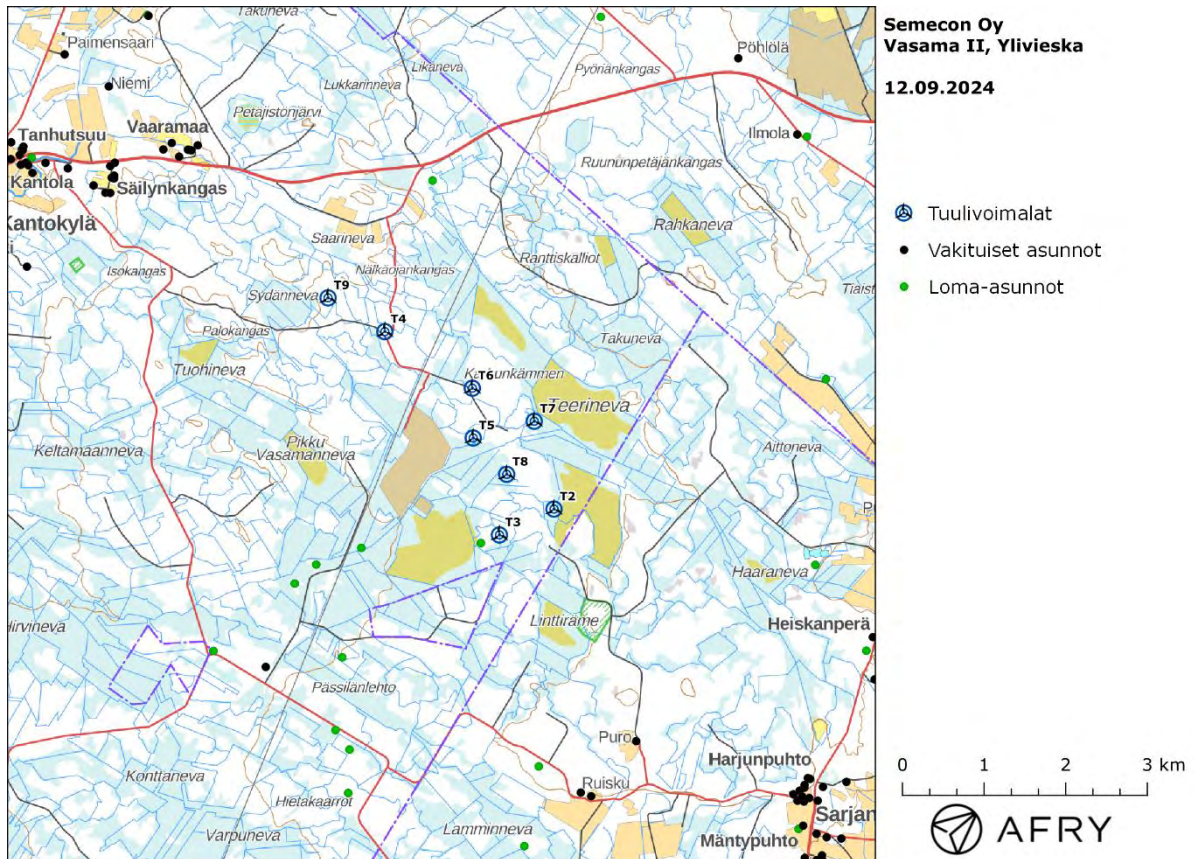 Semecon Oy
Vasama II, Ylivieska
12.09.2024
Tuulivoimalat
Vakituiset asunnot
Loma-asunnot
Takuneva
Paimensaari
Likaneva
Pyöriänkangas
Pöhlölä
Niemi
Lukkarinneva
Petäjistönjärvi
Ilmola
Tanhutsuu
Vaaramaa
Ruununpetäjänkangas
Kantola
Säilynkangas
Kantokylä
Saarineva
Rahkaneva
Ranttiskalliot
Isokangas
Nälkäojankangas
Sydänneva
T9
Palokangas
T4
Takuneva
Tuohineva
T6
T7
Teerineva
T5
Pikku
Vasamanneva
Keltamaanneva
Aittoneva
T8
T2
T3
Haaraneva
Linttiräme
Heiskanperä
Hirvineva
Pässilänlehto
Puro
Harjunpuhto
Konttaneva
Ruisku
Hietakaarrot
Sarjan
Varpuneva
Lamminneva
Mäntypuhto
0 1 2 3 km
AFRY